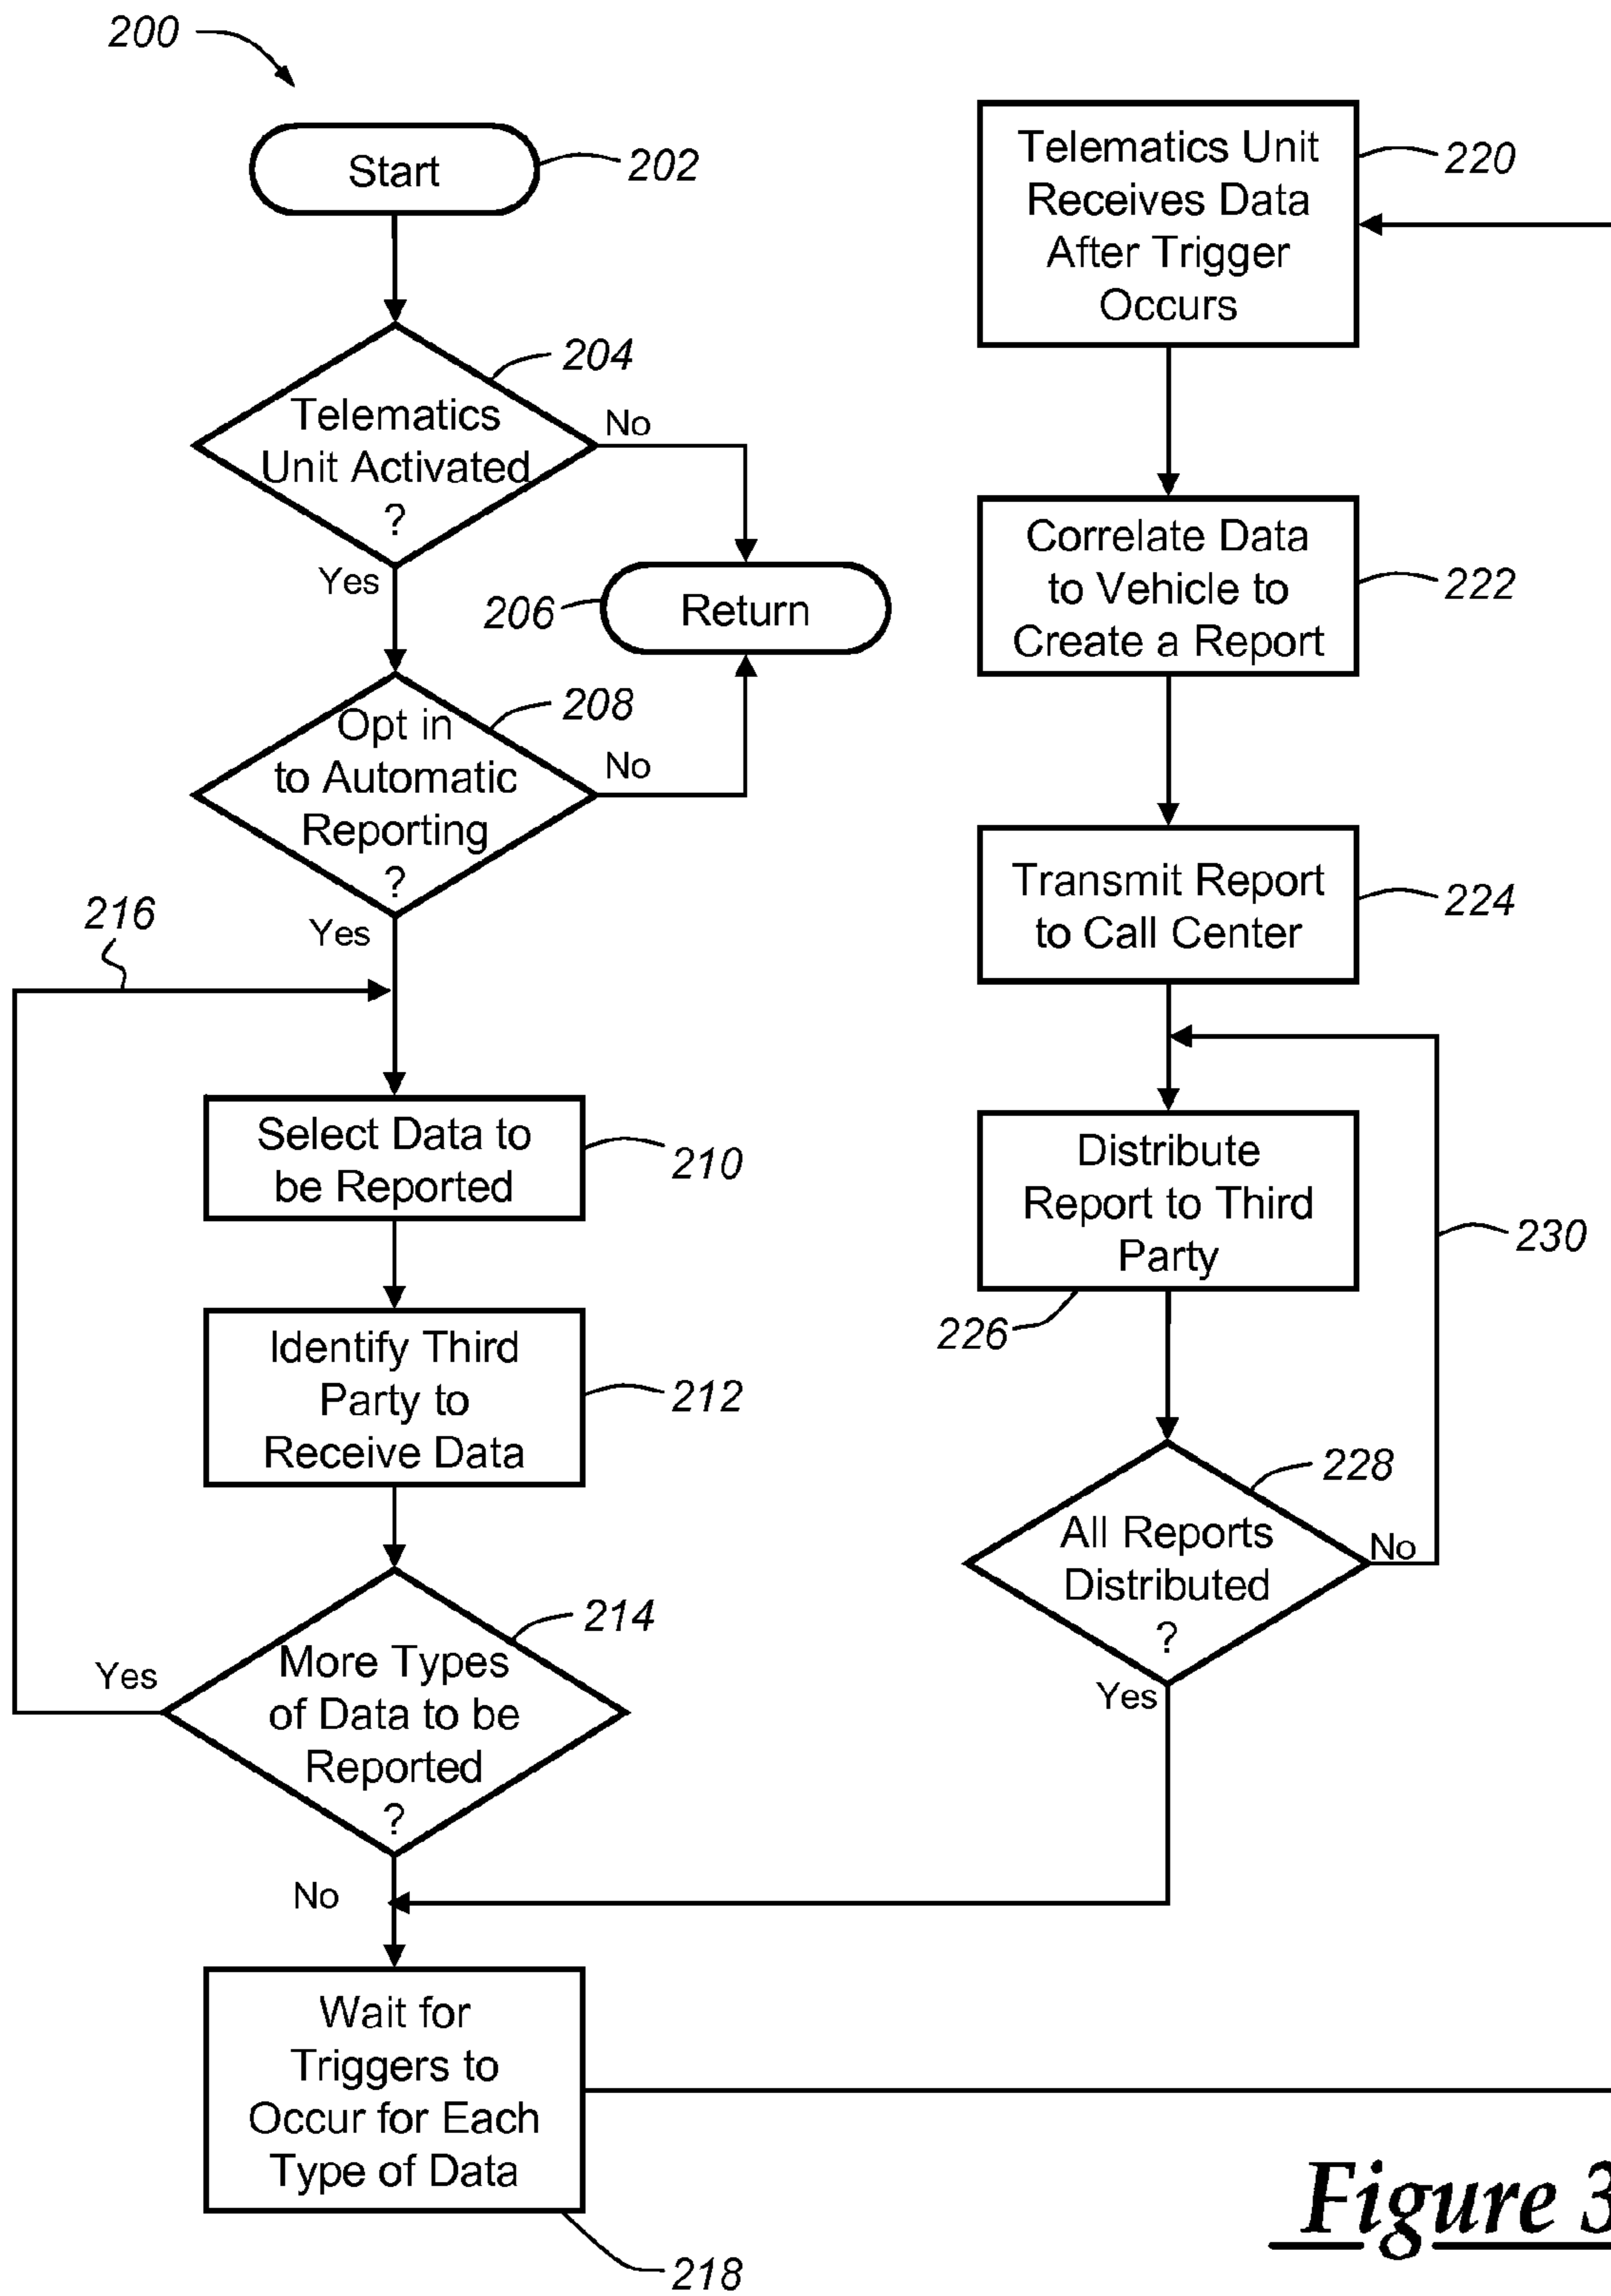 200
Start
202
204
Telematics
Unit Activated
?
No
Yes
206
Return
208
Opt in
to Automatic
Reporting
?
No
Yes
216
Select Data to
be Reported
210
Identify Third
Party to
Receive Data
212
214
More Types
of Data to be
Reported
?
Yes
No
Wait for
Triggers to
Occur for Each
Type of Data
218
Telematics Unit
Receives Data
After Trigger
Occurs
220
Correlate Data
to Vehicle to
Create a Report
222
Transmit Report
to Call Center
224
Distribute
Report to Third
Party
226
230
228
All Reports
Distributed
?
No
Yes
Figure 3